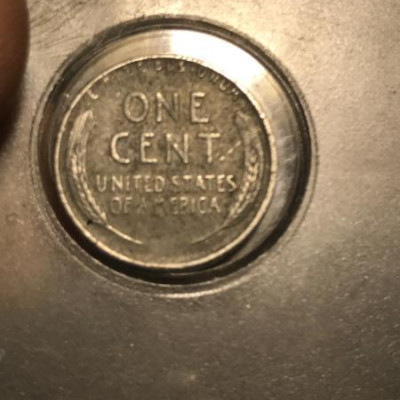 ONE
CENT
UNITED STATES
OF AMERICA